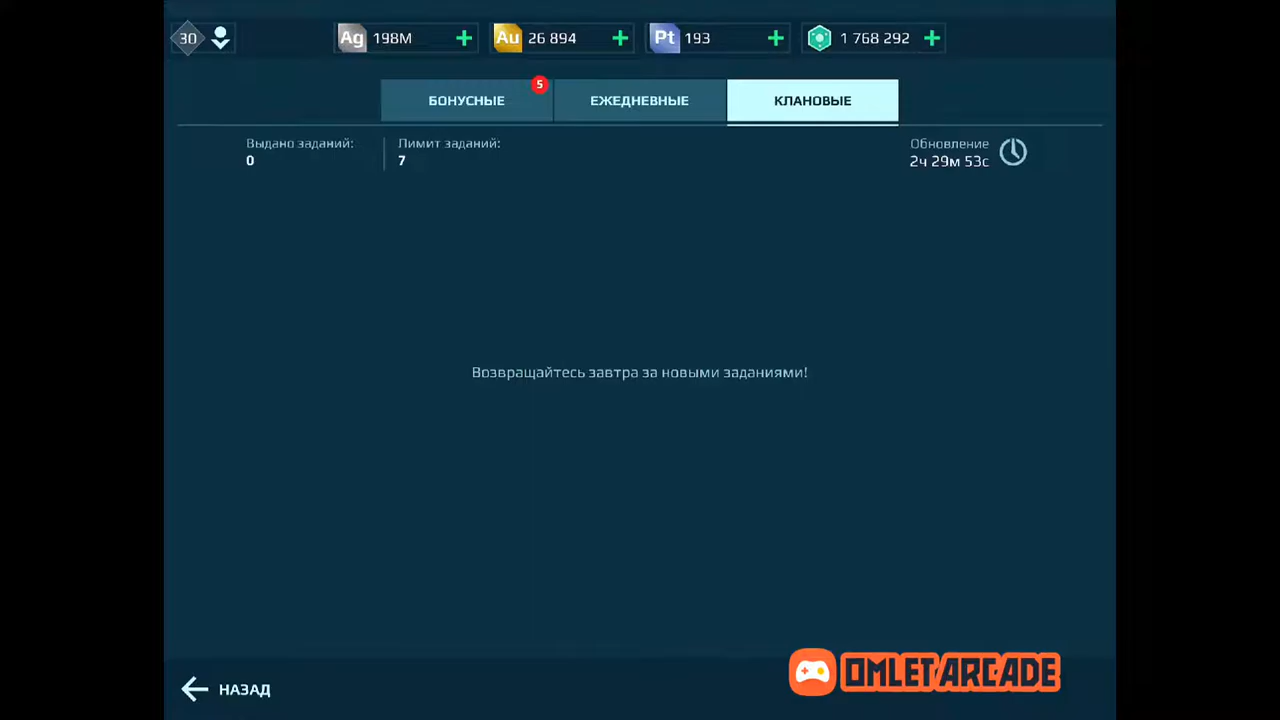 30
Ag 198M +
Au 26 894 +
Pt 193 +
1 768 292 +
БОНУСНЫЕ 5
ЕЖЕДНЕВНЫЕ
КЛАНОВЫЕ
Выдано заданий:
0
Лимит заданий:
7
Обновление
2ч 29м 53с
Возвращайтесь завтра за новыми заданиями!
НАЗАД
OMLET ARCADE